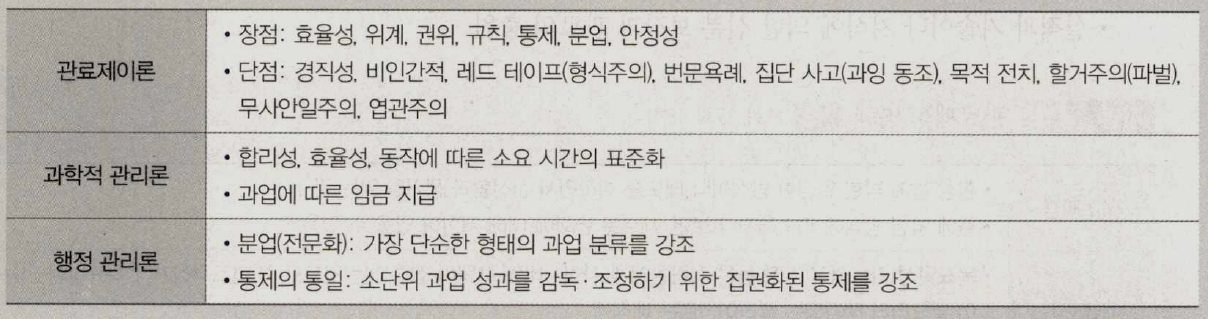 관료제이론
• 장점: 효율성, 위계, 권위, 규칙, 통제, 분업, 안정성
• 단점: 경직성, 비인간적, 레드 테이프(형식주의), 번문욕례, 집단 사고(과잉 동조), 목적 전치, 할거주의(파벌),
무사안일주의, 엽관주의
과학적 관리론
• 합리성, 효율성, 동작에 따른 소요 시간의 표준화
• 과업에 따른 임금 지급
행정 관리론
• 분업(전문화): 가장 단순한 형태의 과업 분류를 강조
• 통제의 통일: 소단위 과업 성과를 감독·조정하기 위한 집권화된 통제를 강조